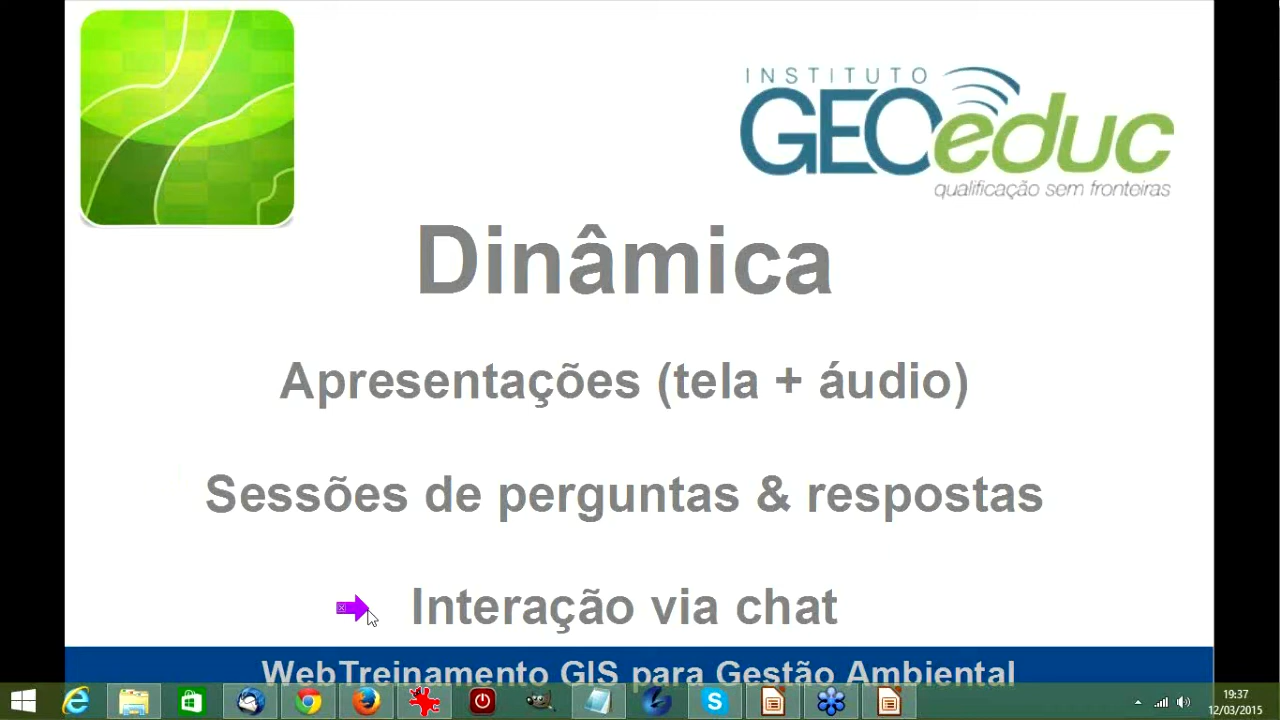 INSTITUTO
GEOeduc
qualificação sem fronteiras
Dinâmica
Apresentações (tela + áudio)
Sessões de perguntas & respostas
Interação via chat
WebTreinamento GIS para Gestão Ambiental
19:37
12/03/2015